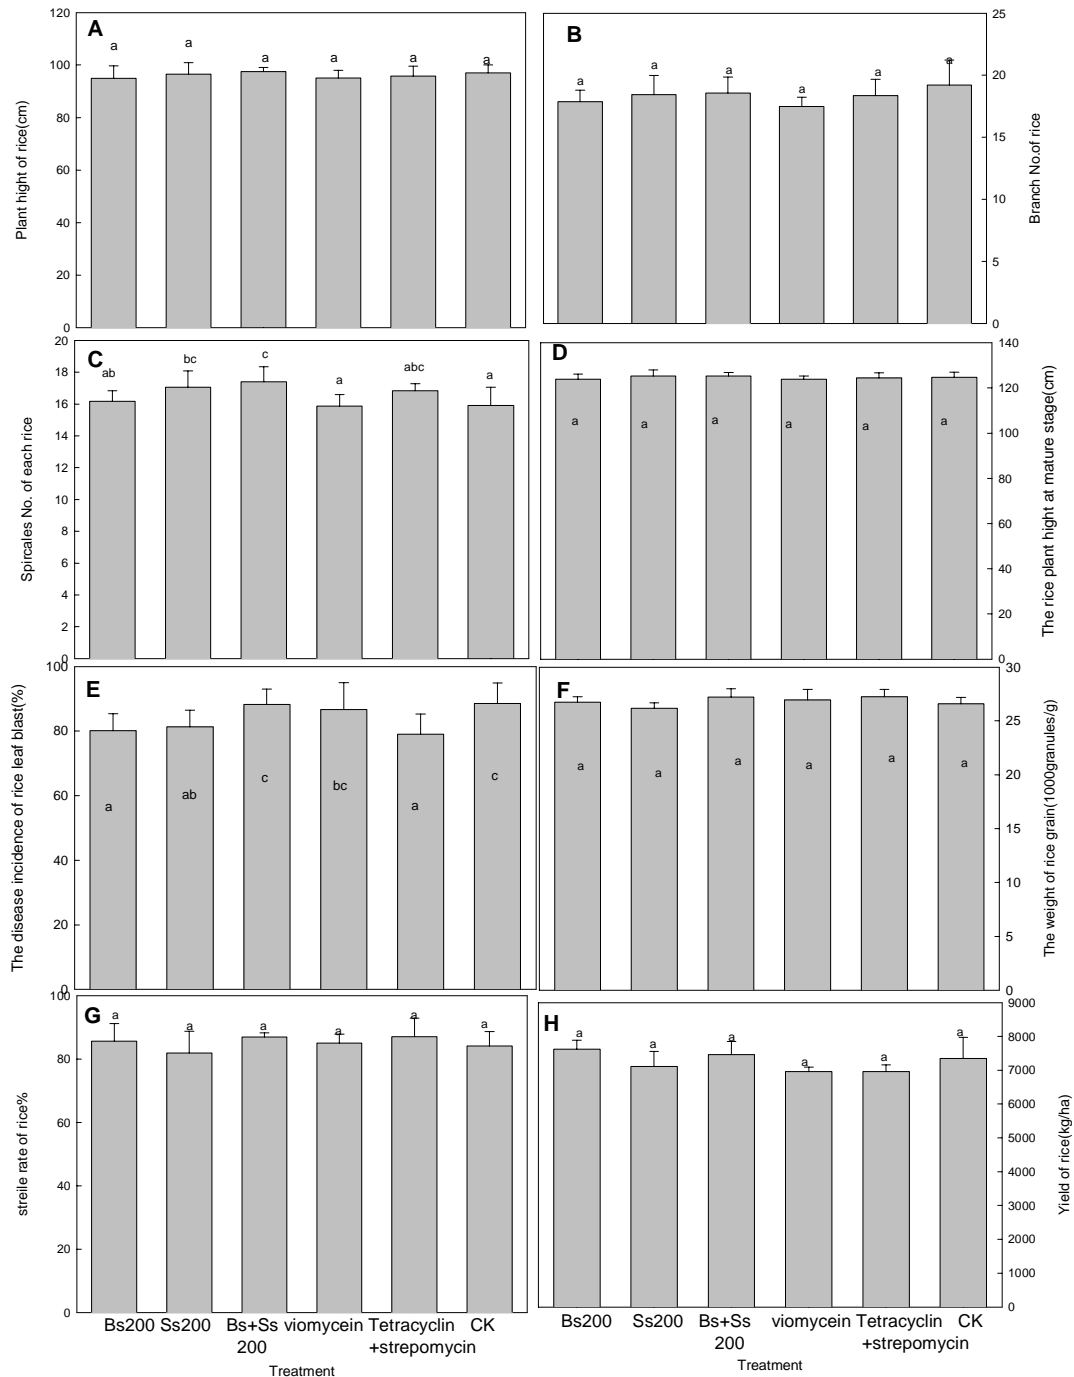 A
Plant hight of rice(cm)
120
100
80
60
40
20
0
a a a a a a
B
Branch No.of rice
25
20
15
10
5
0
a a a a a a
C
Spircales No. of each rice
20
18
16
14
12
10
8
6
4
2
0
ab bc c a abc a
D
The rice plant hight at mature stage(cm)
140
120
100
80
60
40
20
0
a a a a a a
E
The disease incidence of rice leaf blast(%)
100
80
60
40
20
0
a ab c bc a c
F
The weight of rice grain(1000granules/g)
30
25
20
15
10
5
0
a a a a a a
G
streile rate of rice%
100
80
60
40
20
0
a a a a a a
Bs200 Ss200 Bs+Ss viomycein Tetracyclin CK
200 +strepomycin
Treatment
H
Yield of rice(kg/ha)
9000
8000
7000
6000
5000
4000
3000
2000
1000
0
a a a a a a
Bs200 Ss200 Bs+Ss viomycein Tetracyclin CK
200 +strepomycin
Treatment